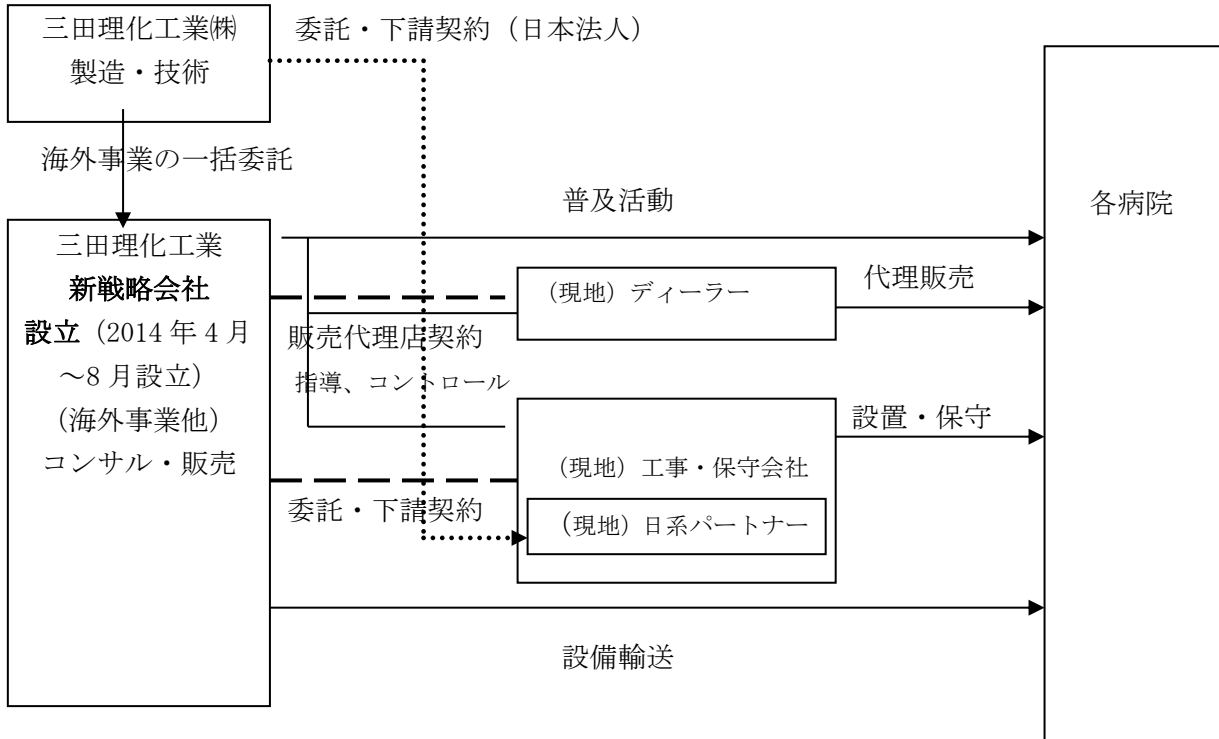 三田理化工業㈱
製造・技術
委託・下請契約（日本法人）
海外事業の一括委託
三田理化工業
新戦略会社
設立（2014 年 4 月
～8 月設立）
（海外事業他）
コンサル・販売
普及活動
（現地）ディーラー
代理販売
販売代理店契約
指導、コントロール
設置・保守
（現地）工事・保守会社
（現地）日系パートナー
委託・下請契約
設備輸送
各病院